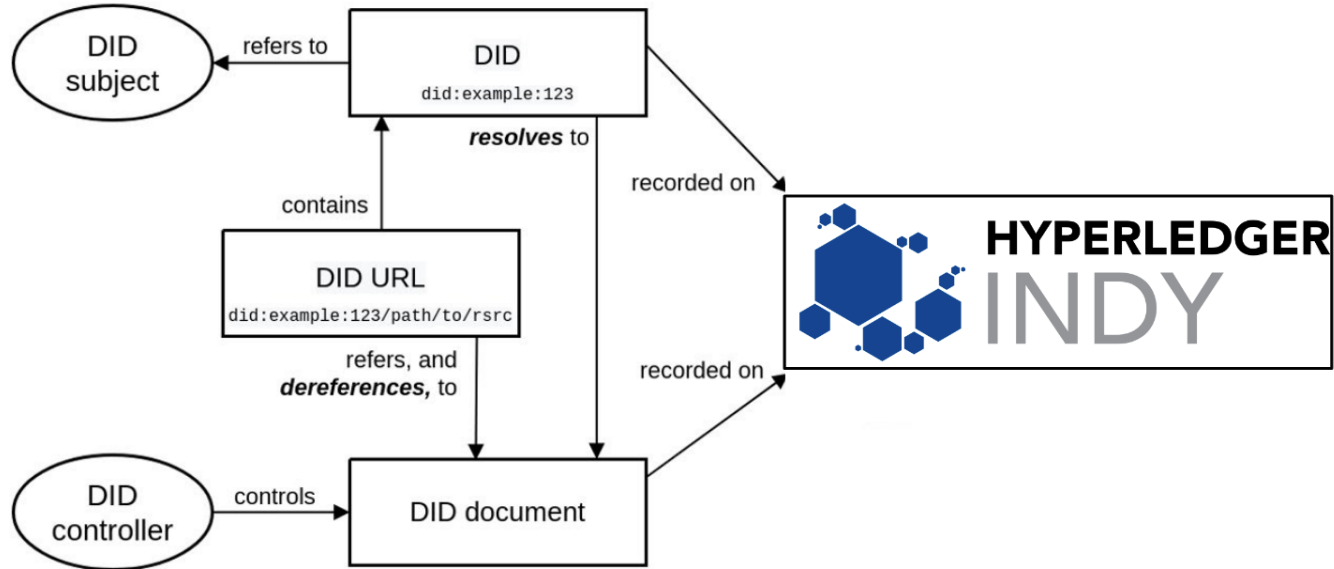 DID
subject
refers to
DID
did:example:123
resolves to
recorded on
contains
HYPERLEDGER
INDY
DID URL
did:example:123/path/to/rsrc
refers, and
dereferences, to
recorded on
DID
controller
controls
DID document